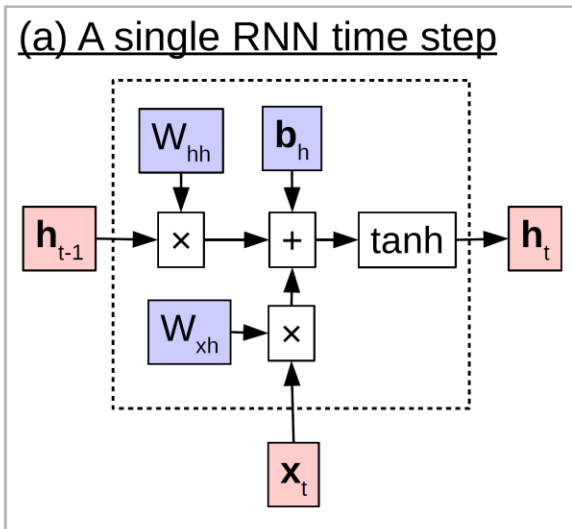 (a) A single RNN time step
W_hh b_h
h_t-1 × + tanh h_t
W_xh ×
x_t